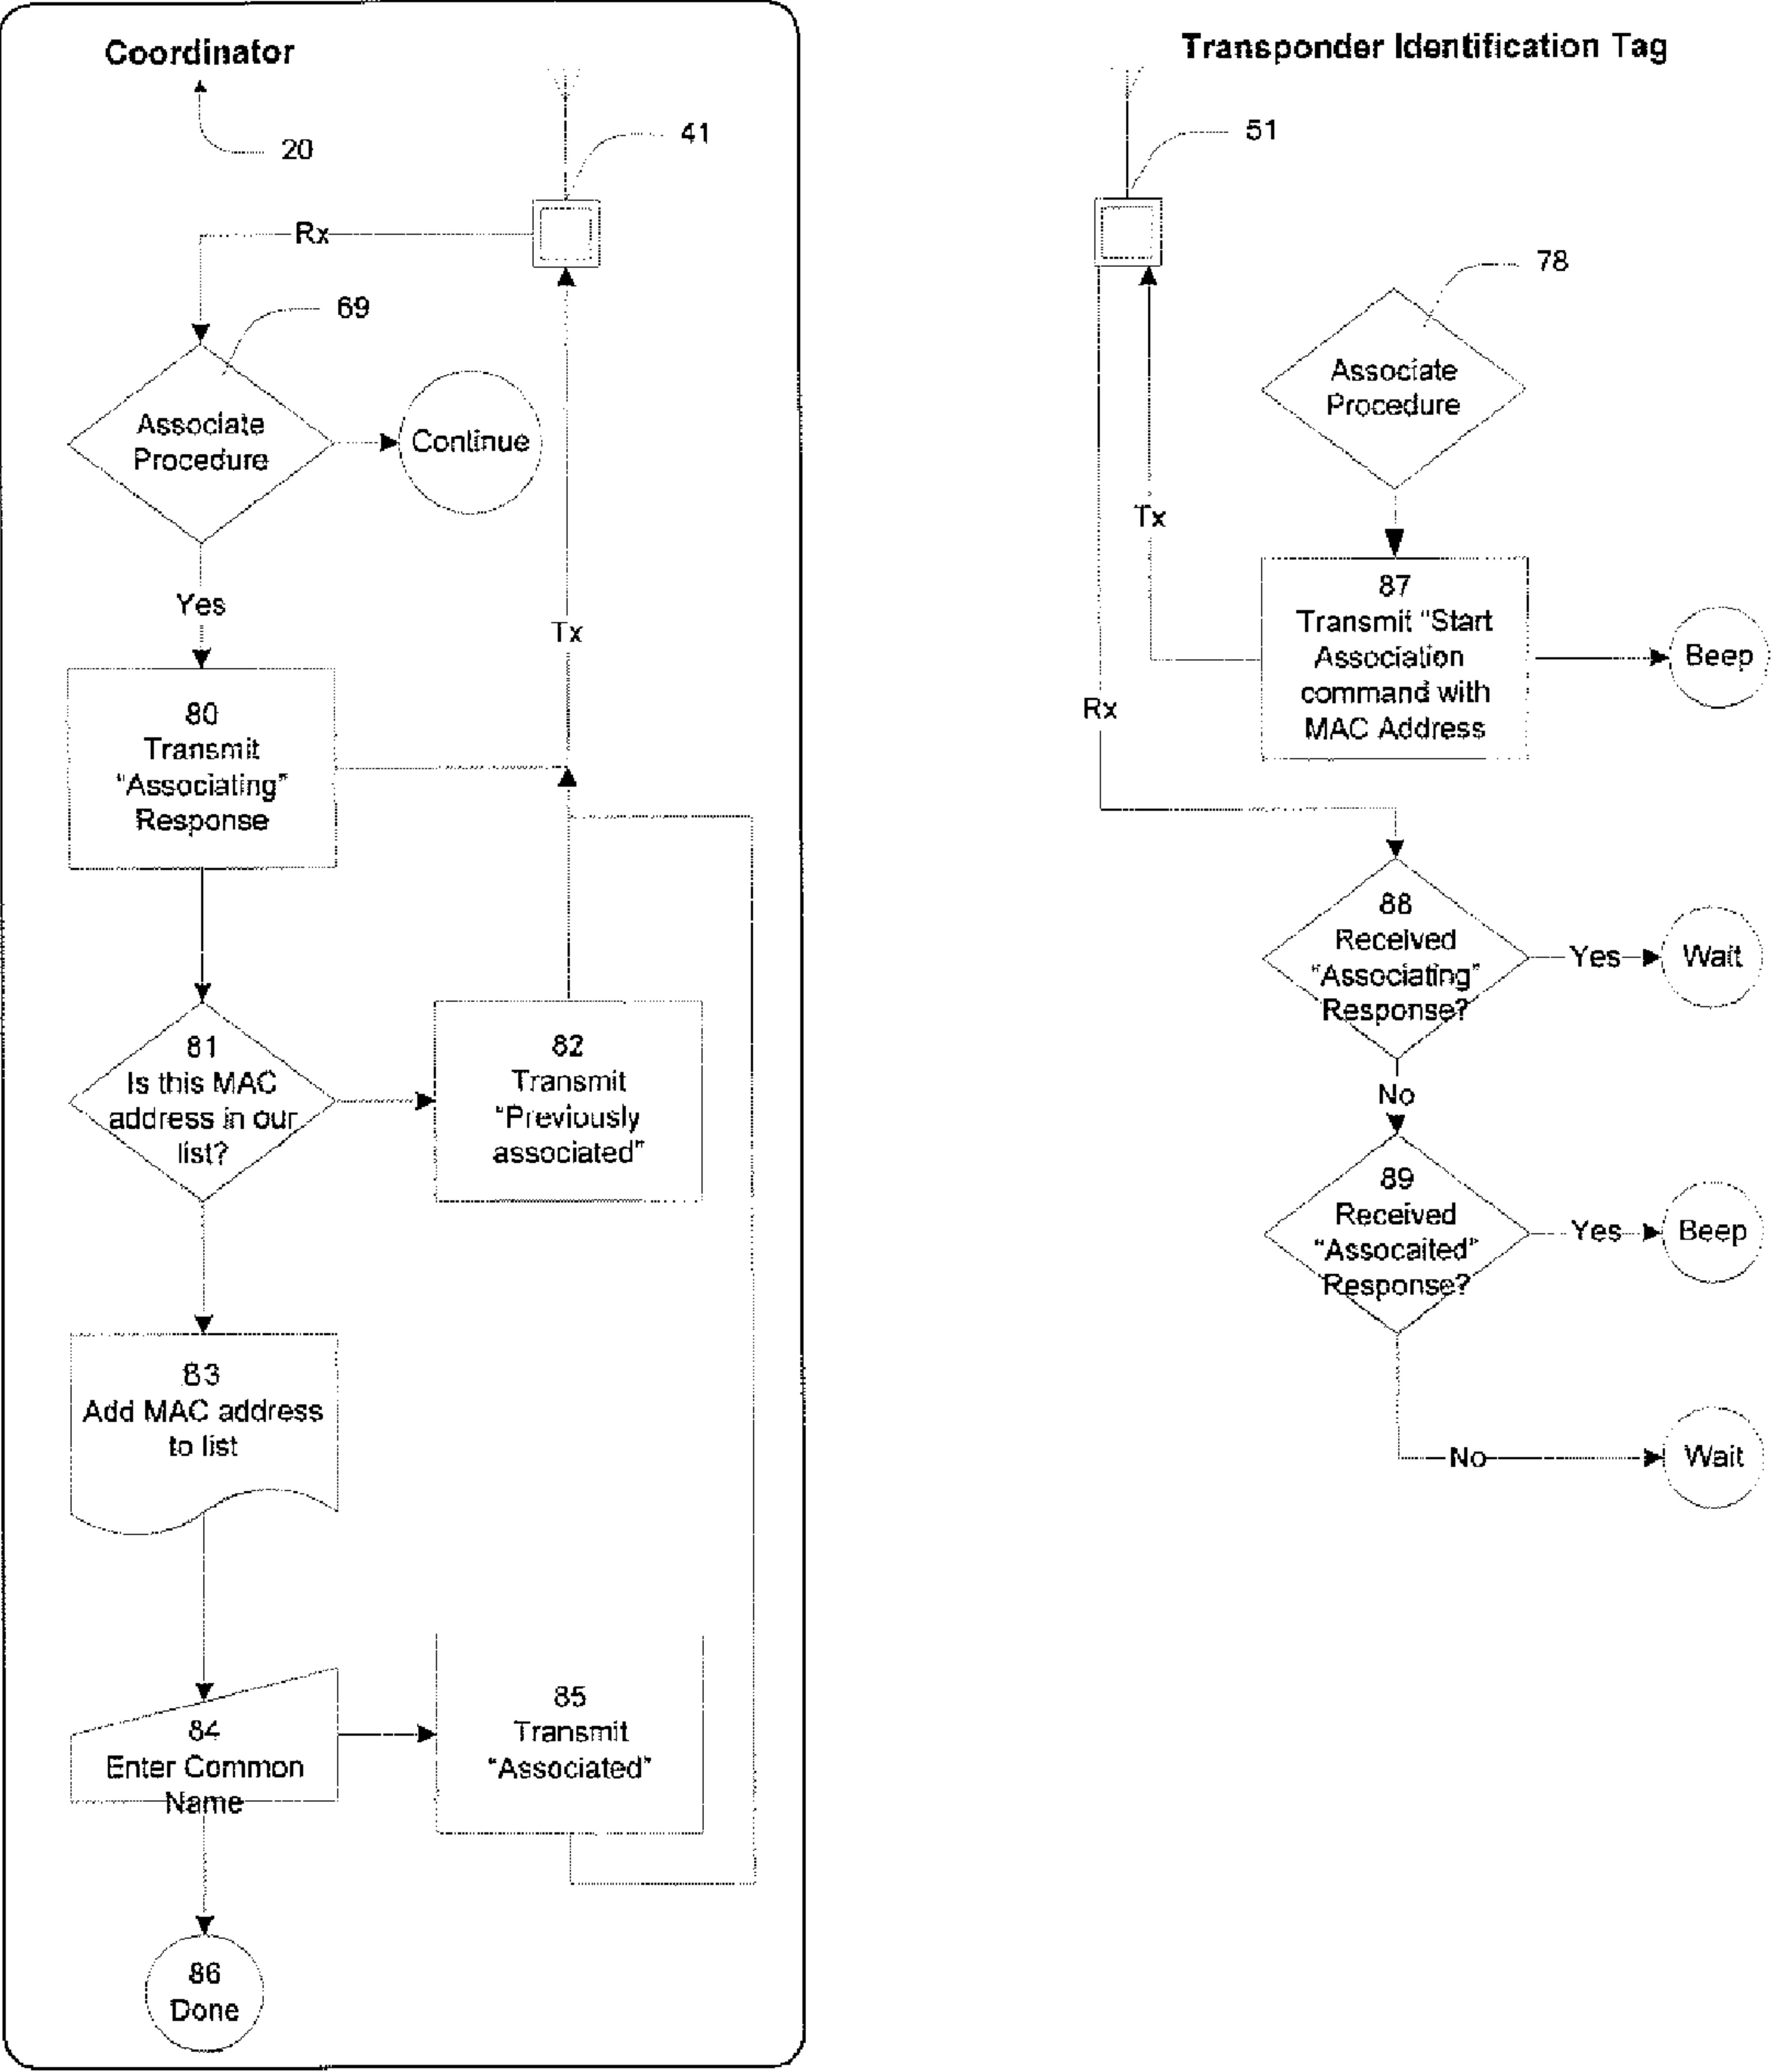 Coordinator
20
41
Rx
69
Associate
Procedure
Continue
Yes
Tx
80
Transmit
"Associating"
Response
81
Is this MAC
address in our
list?
82
Transmit
"Previously
associated"
83
Add MAC address
to list
84
Enter Common
Name
85
Transmit
"Associated"
86
Done
Transponder Identification Tag
51
78
Associate
Procedure
Tx
87
Transmit "Start
Association
command with
MAC Address
Beep
Rx
88
Received
"Associating"
Response?
Yes
Wait
No
89
Received
"Assocaited"
Response?
Yes
Beep
No
Wait